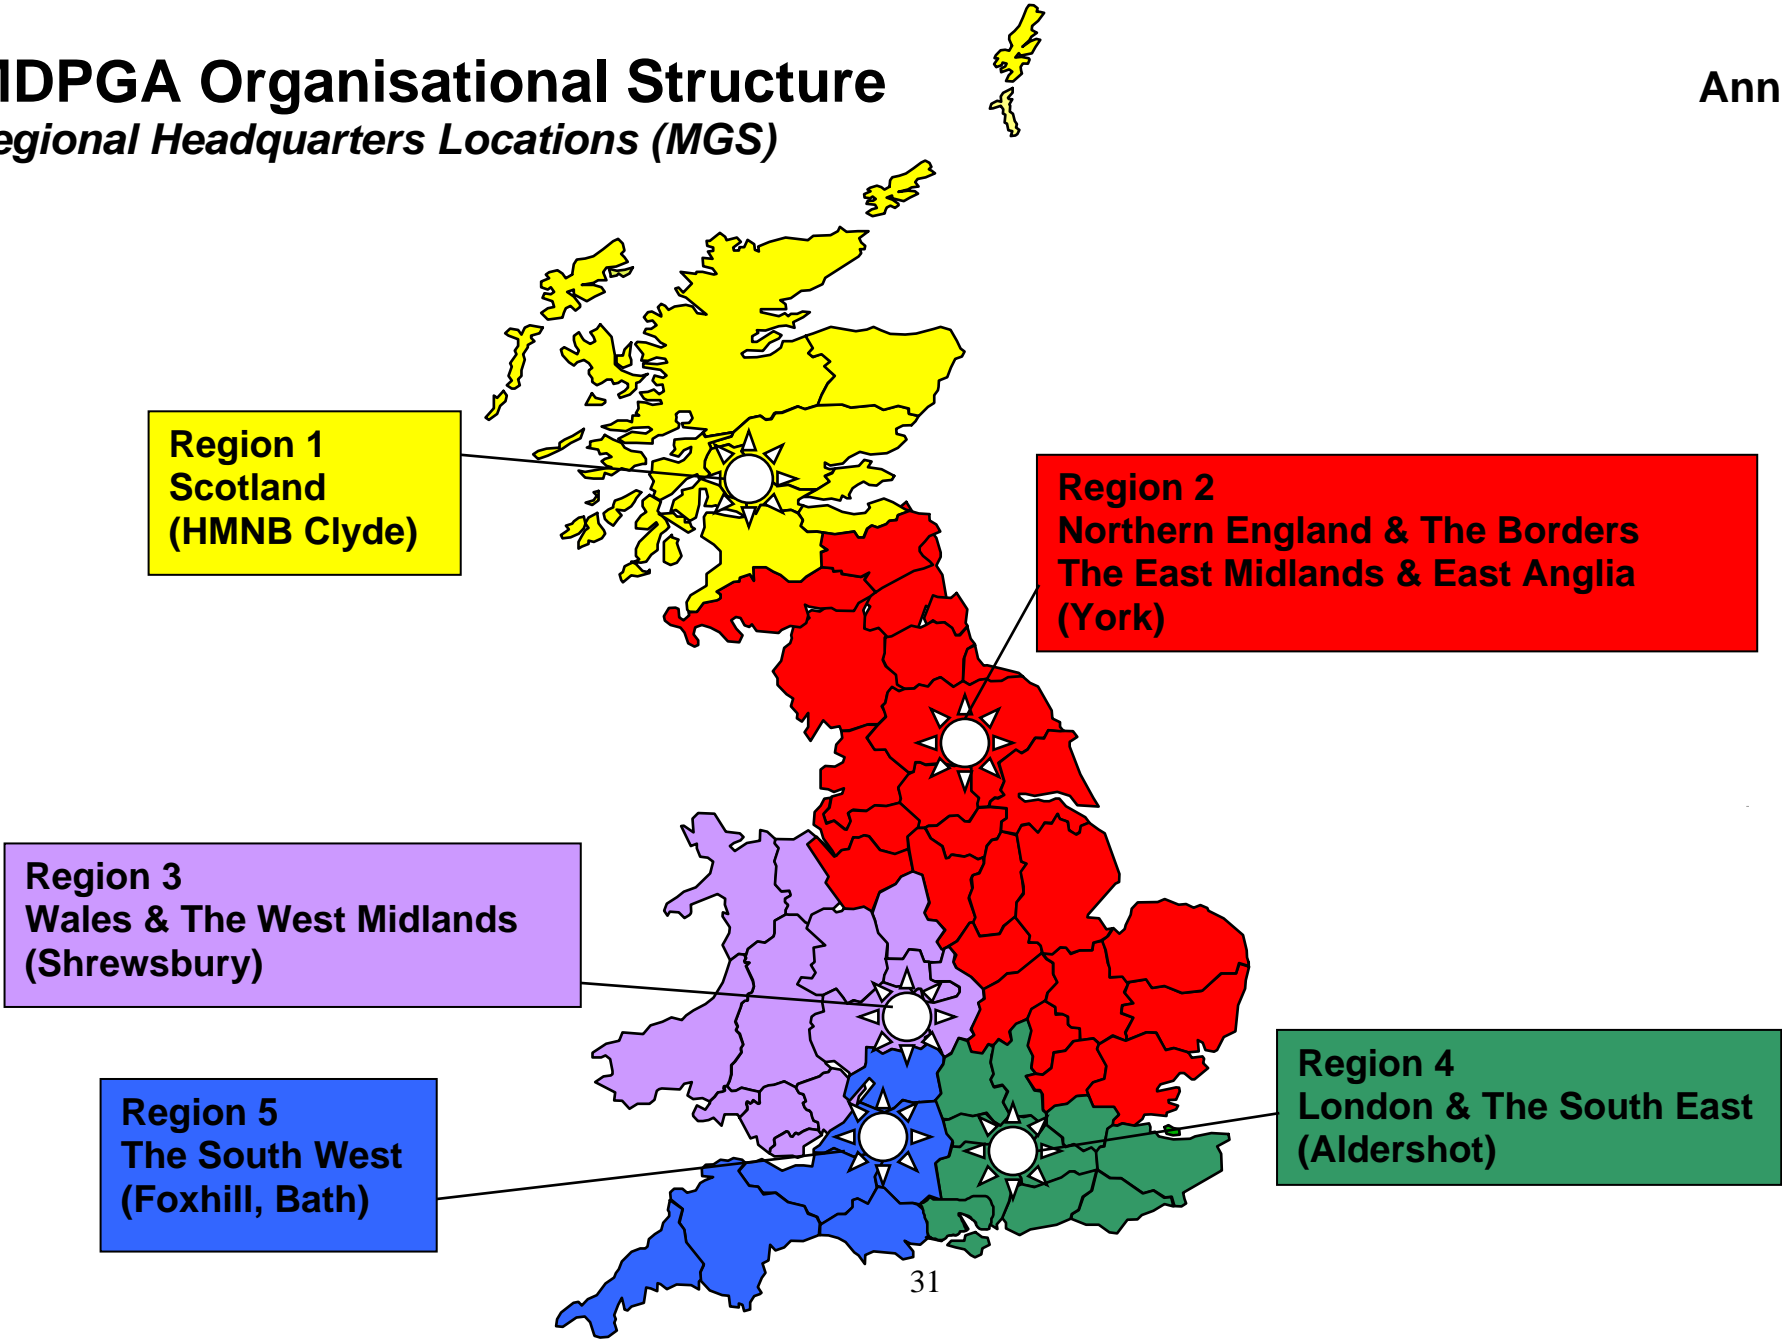 MDPGA Organisational Structure
Ann
egional Headquarters Locations (MGS)
Region 1
Scotland
(HMNB Clyde)
Region 2
Northern England & The Borders
The East Midlands & East Anglia
(York)
Region 3
Wales & The West Midlands
(Shrewsbury)
Region 4
London & The South East
(Aldershot)
Region 5
The South West
(Foxhill, Bath)
31